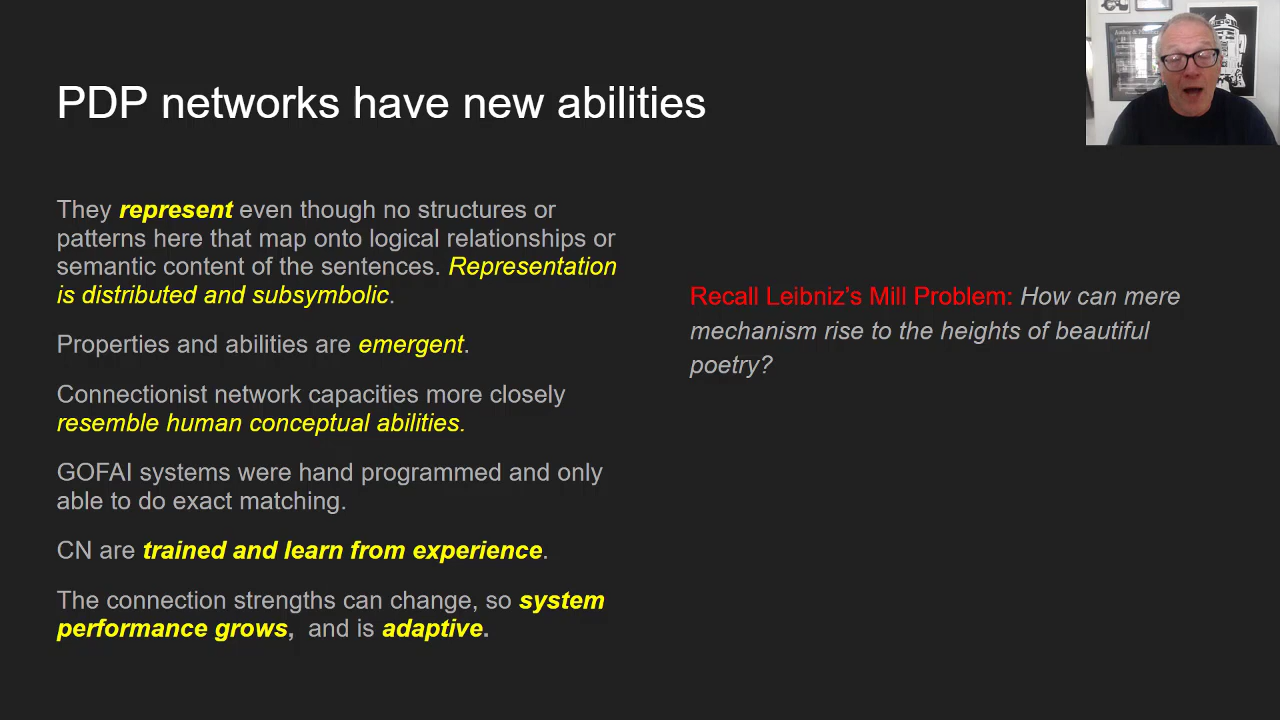 PDP networks have new abilities
They represent even though no structures or
patterns here that map onto logical relationships or
semantic content of the sentences. Representation
is distributed and subsymbolic.
Properties and abilities are emergent.
Connectionist network capacities more closely
resemble human conceptual abilities.
GOFAI systems were hand programmed and only
able to do exact matching.
CN are trained and learn from experience.
The connection strengths can change, so system
performance grows, and is adaptive.
Recall Leibniz's Mill Problem: How can mere
mechanism rise to the heights of beautiful
poetry?